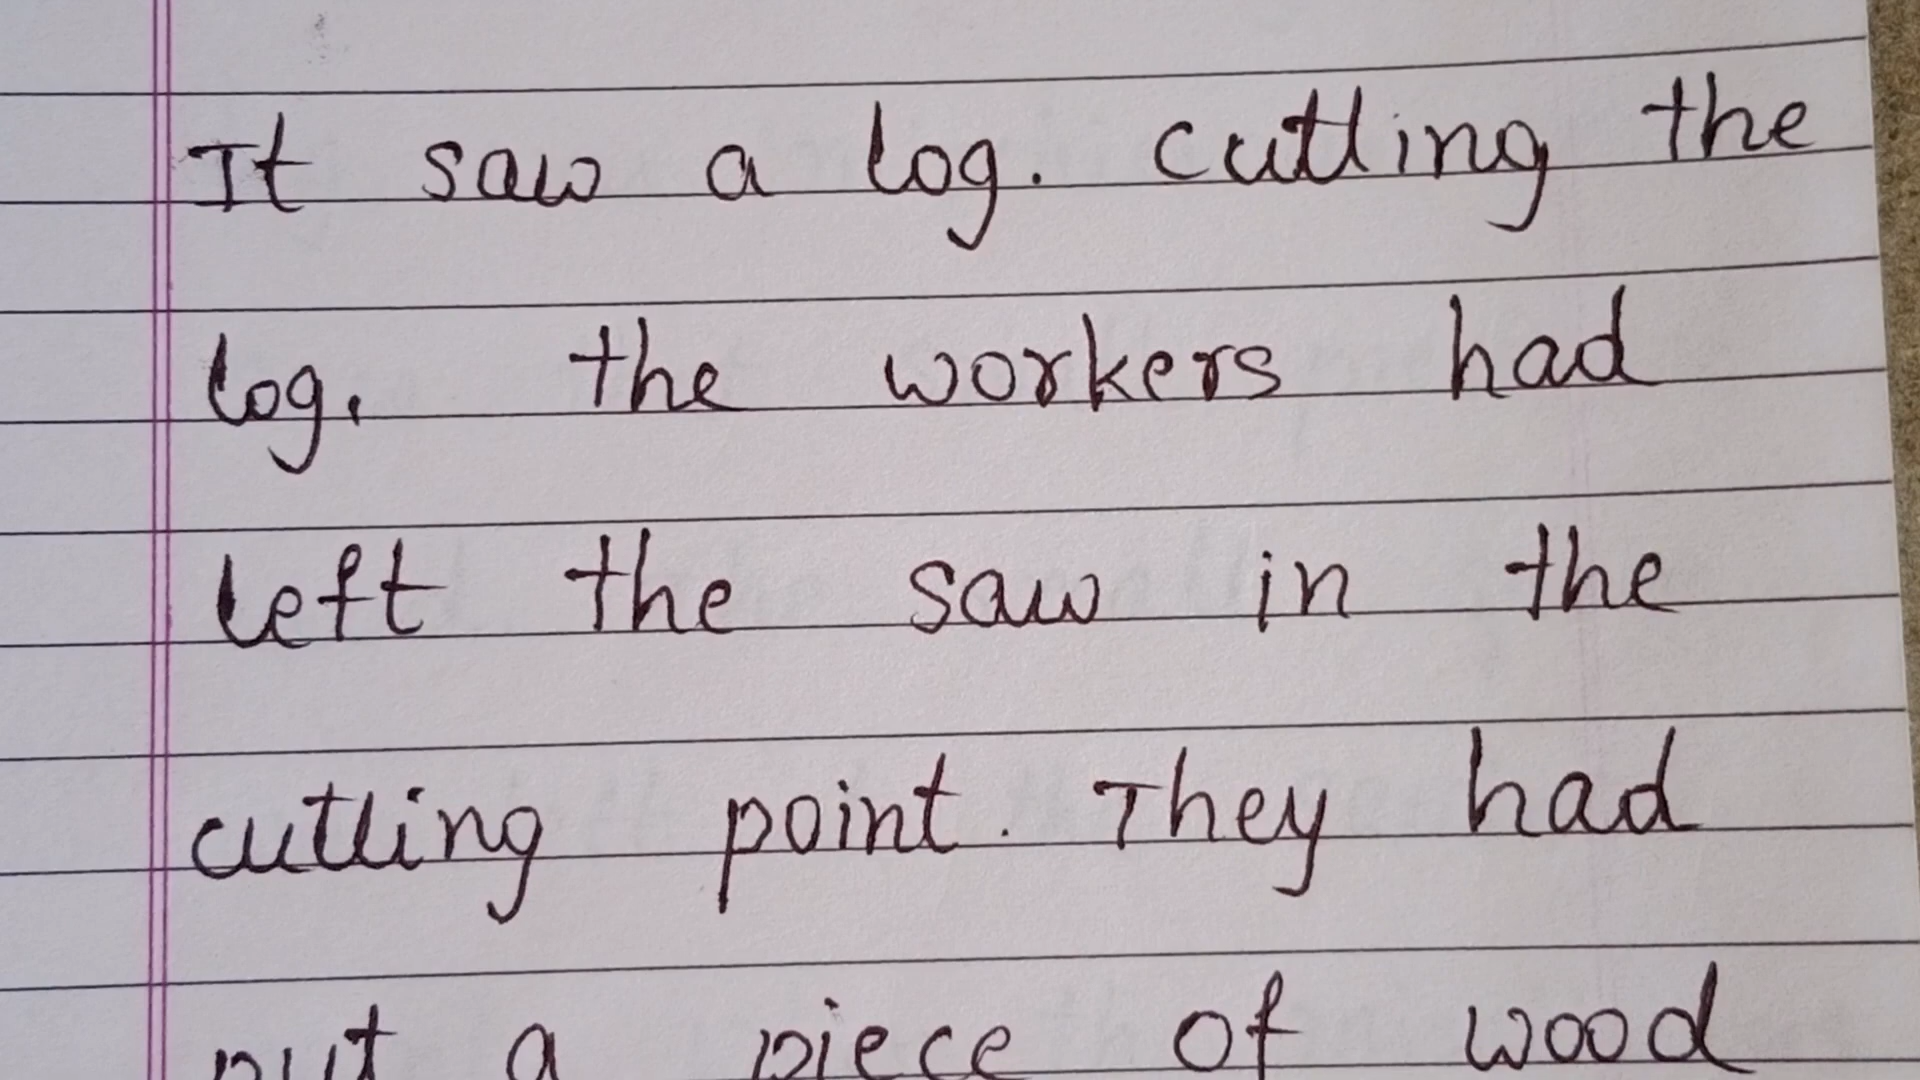 It saw a log. cutting the
log. the workers had
left the saw in the
cutting point. They had
put a piece of wood